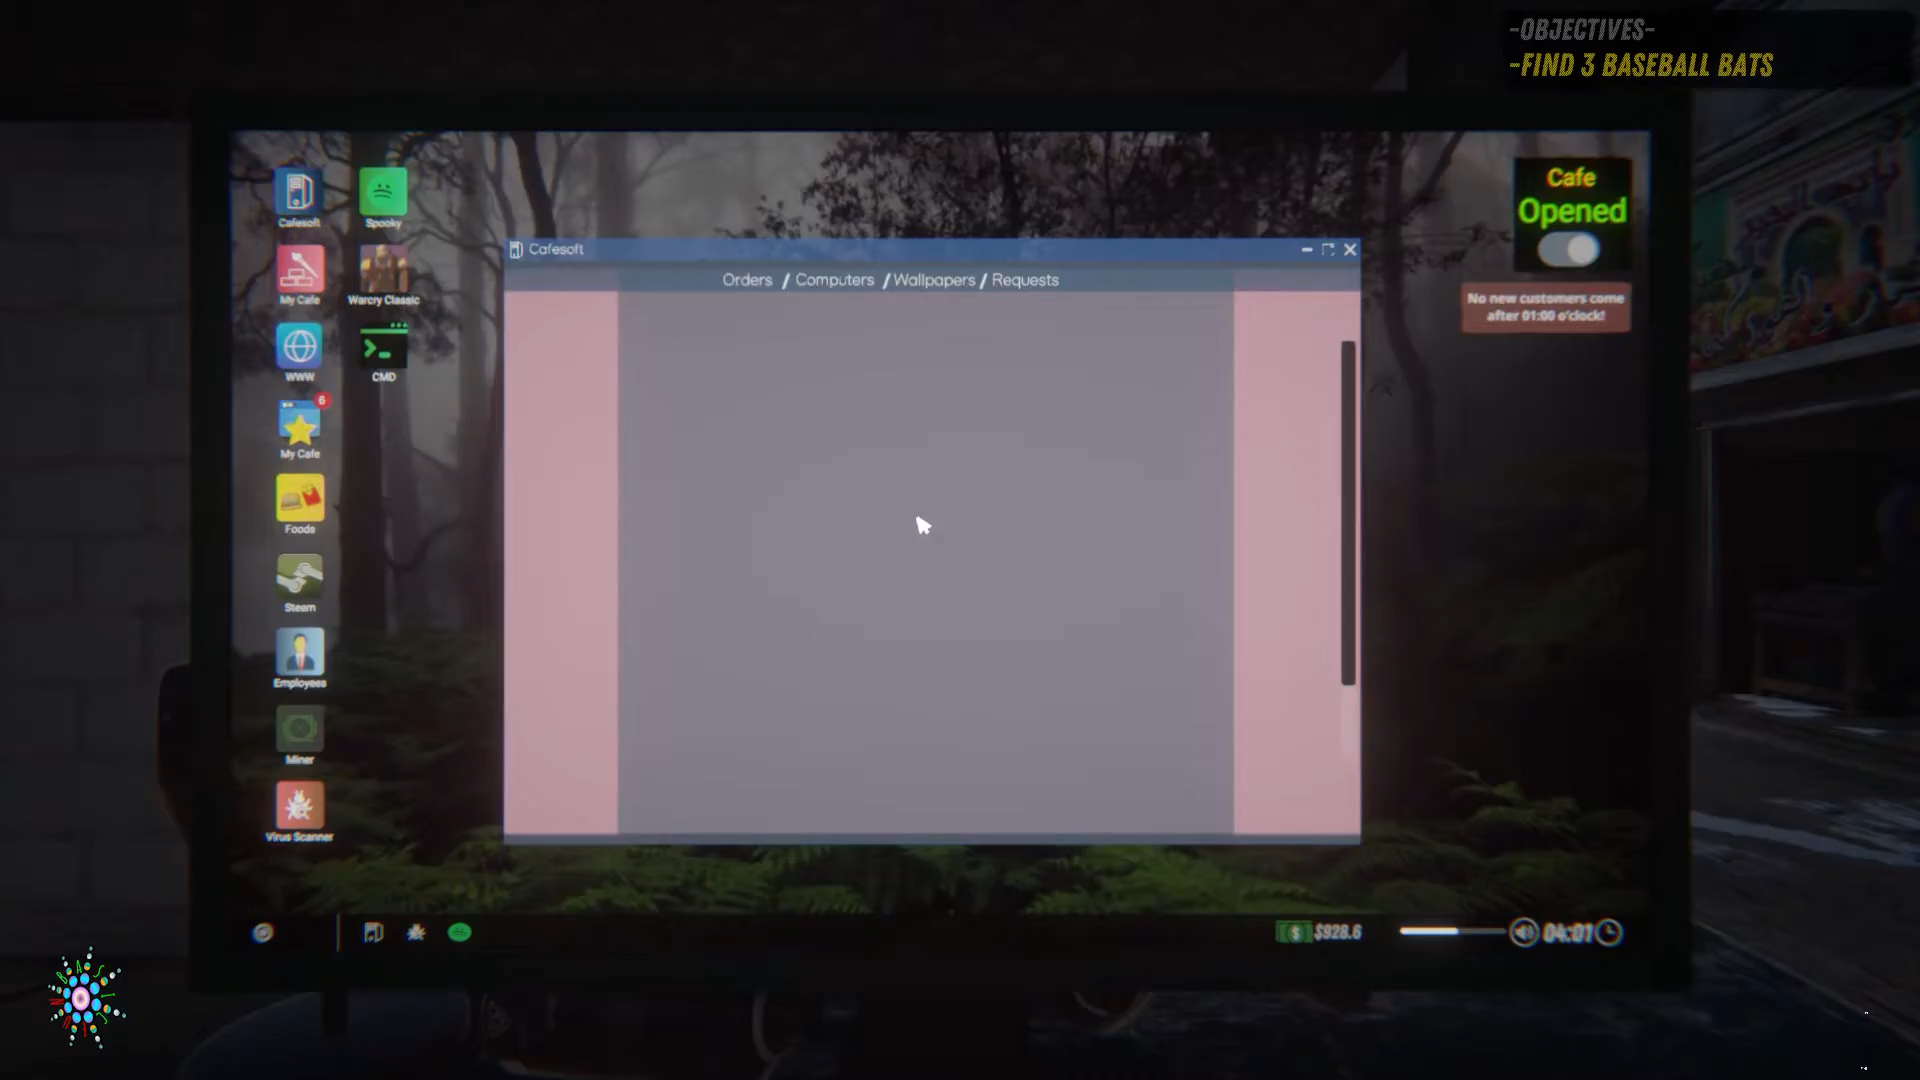 -OBJECTIVES-
-FIND 3 BASEBALL BATS
Cafesoft
Spooky
My Cafe
Warcry Classic
WWW
CMD
6
My Cafe
Foods
Steem
Employees
Miner
Virus Scanner
Cafesoft
Orders / Computers / Wallpapers / Requests
Cafe
Opened
No new customers come
after 01:00 o'clock!
$928.6
04:01